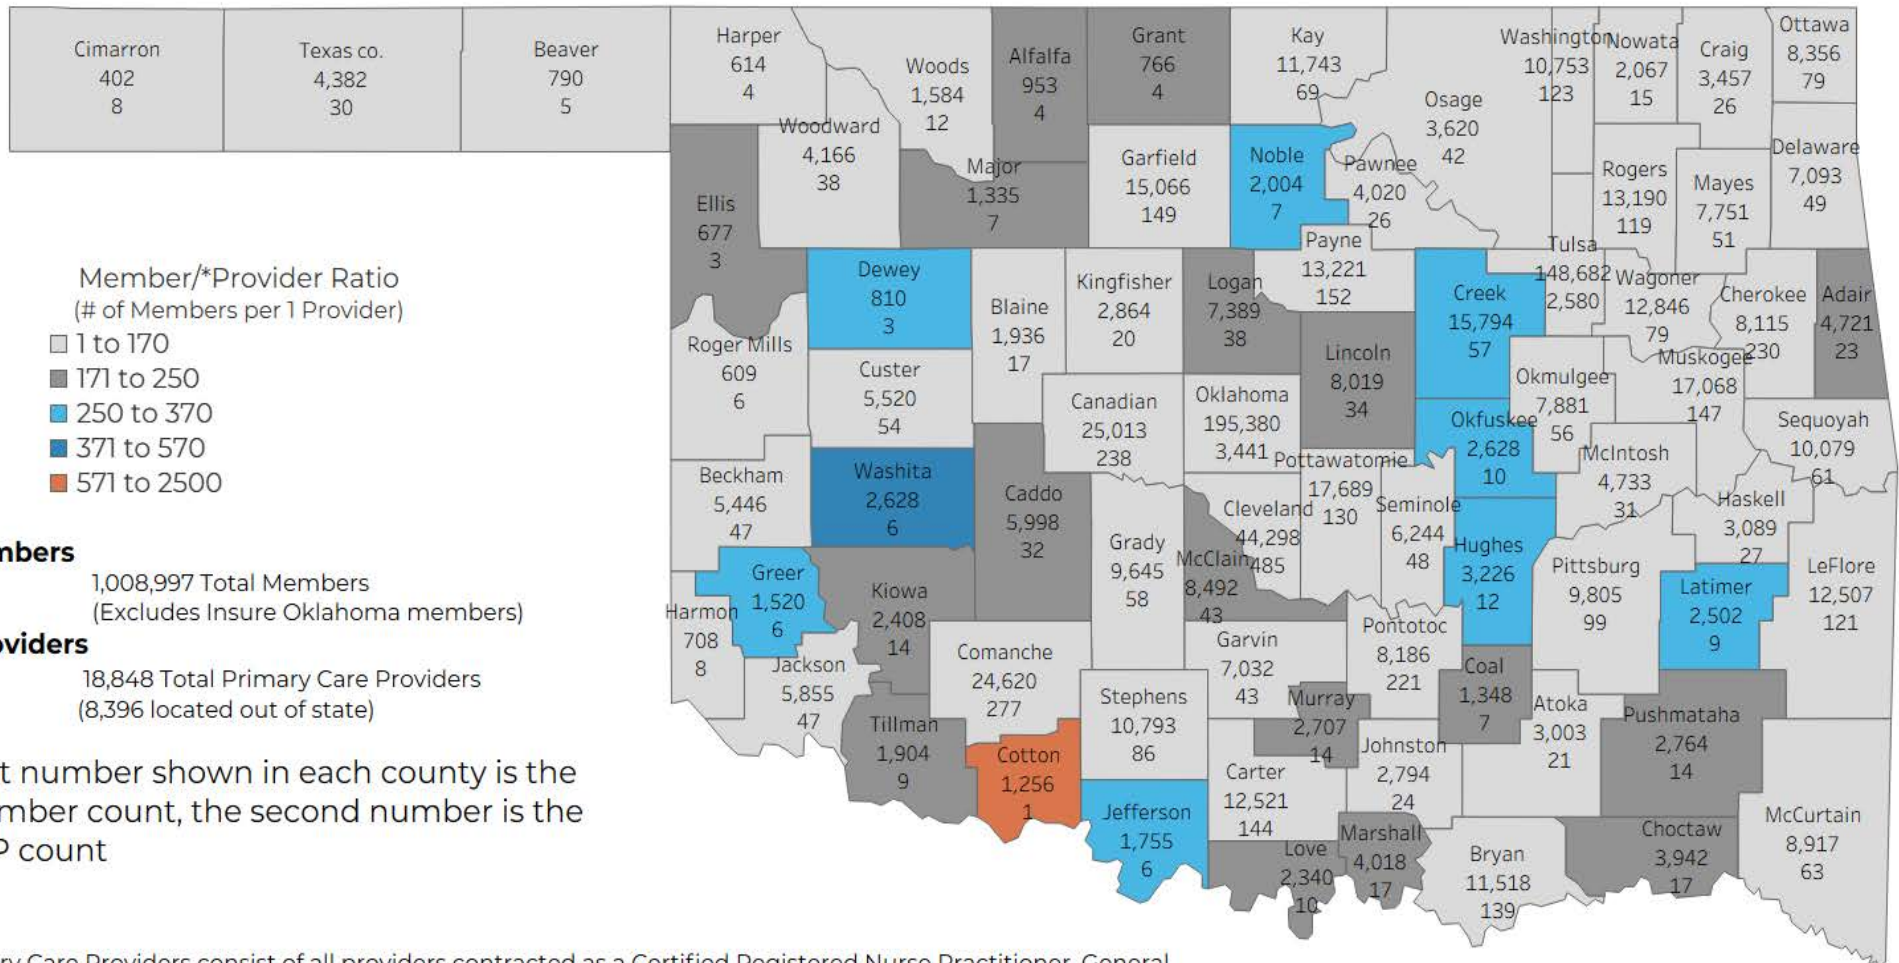 Cimarron
402
8
Texas co.
4,382
30
Beaver
790
5
Harper
614
4
Woods
1,584
12
Alfalfa
953
4
Grant
766
4
Kay
11,743
69
Osage
3,620
42
Washington
10,753
123
Nowata
2,067
15
Craig
3,457
26
Ottawa
8,356
79
Ellis
677
3
Woodward
4,166
38
Major
1,335
7
Garfield
15,066
149
Noble
2,004
7
Pawnee
4,020
26
Rogers
13,190
119
Mayes
7,751
51
Delaware
7,093
49
Member/*Provider Ratio
(# of Members per 1 Provider)
1 to 170
171 to 250
250 to 370
371 to 570
571 to 2500
Dewey
810
3
Blaine
1,936
17
Kingfisher
2,864
20
Logan
7,389
38
Payne
13,221
152
Creek
15,794
57
Tulsa
148,682
2,580
Wagoner
12,846
79
Cherokee
8,115
230
Adair
4,721
23
Roger Mills
609
6
Custer
5,520
54
Canadian
25,013
238
Oklahoma
195,380
3,441
Lincoln
8,019
34
Okfuskee
2,628
10
Okmulgee
7,881
56
Muskogee
17,068
147
McIntosh
4,733
31
Sequoyah
10,079
61
Beckham
5,446
47
Washita
2,628
6
Caddo
5,998
32
Grady
9,645
58
McClain
8,492
43
Cleveland
44,298
485
Pottawatomie
17,689
130
Seminole
6,244
48
Hughes
3,226
12
Pittsburg
9,805
99
Haskell
3,089
27
Latimer
2,502
9
LeFlore
12,507
121
mbers
1,008,997 Total Members
(Excludes Insure Oklahoma members)
oviders
18,848 Total Primary Care Providers
(8,396 located out of state)
t number shown in each county is the
mber count, the second number is the
P count
Harmon
708
8
Greer
1,520
6
Kiowa
2,408
14
Jackson
5,855
47
Comanche
24,620
277
Tillman
1,904
9
Cotton
1,256
1
Stephens
10,793
86
Jefferson
1,755
6
Garvin
7,032
43
Murray
2,707
14
Carter
12,521
144
Love
2,340
10
Pontotoc
8,186
221
Johnston
2,794
24
Marshall
4,018
17
Coal
1,348
7
Atoka
3,003
21
Bryan
11,518
139
Pushmataha
2,764
14
Choctaw
3,942
17
McCurtain
8,917
63
ry Care Providers consist of all providers contracted as a Certified Registered Nurse Practitioner, General